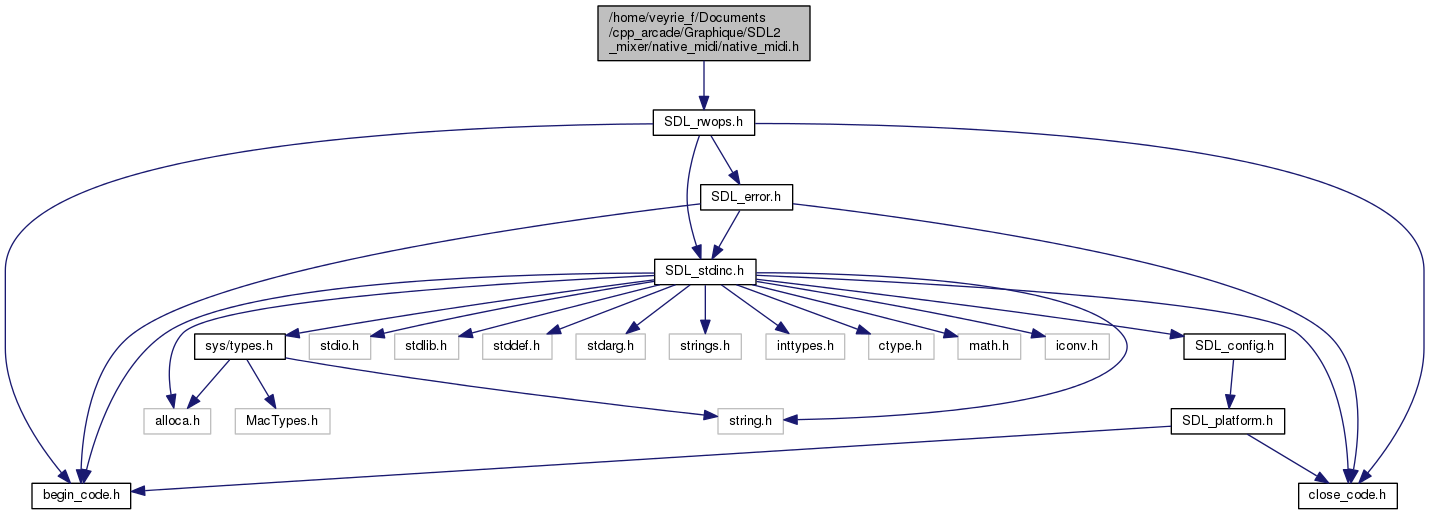 /home/veyrie_f/Documents
/cpp_arcade/Graphique/SDL2
_mixer/native_midi/native_midi.h
SDL_rwops.h
SDL_error.h
SDL_stdinc.h
sys/types.h
stdio.h
stdlib.h
stddef.h
stdarg.h
strings.h
inttypes.h
ctype.h
math.h
iconv.h
SDL_config.h
alloca.h
MacTypes.h
string.h
SDL_platform.h
begin_code.h
close_code.h